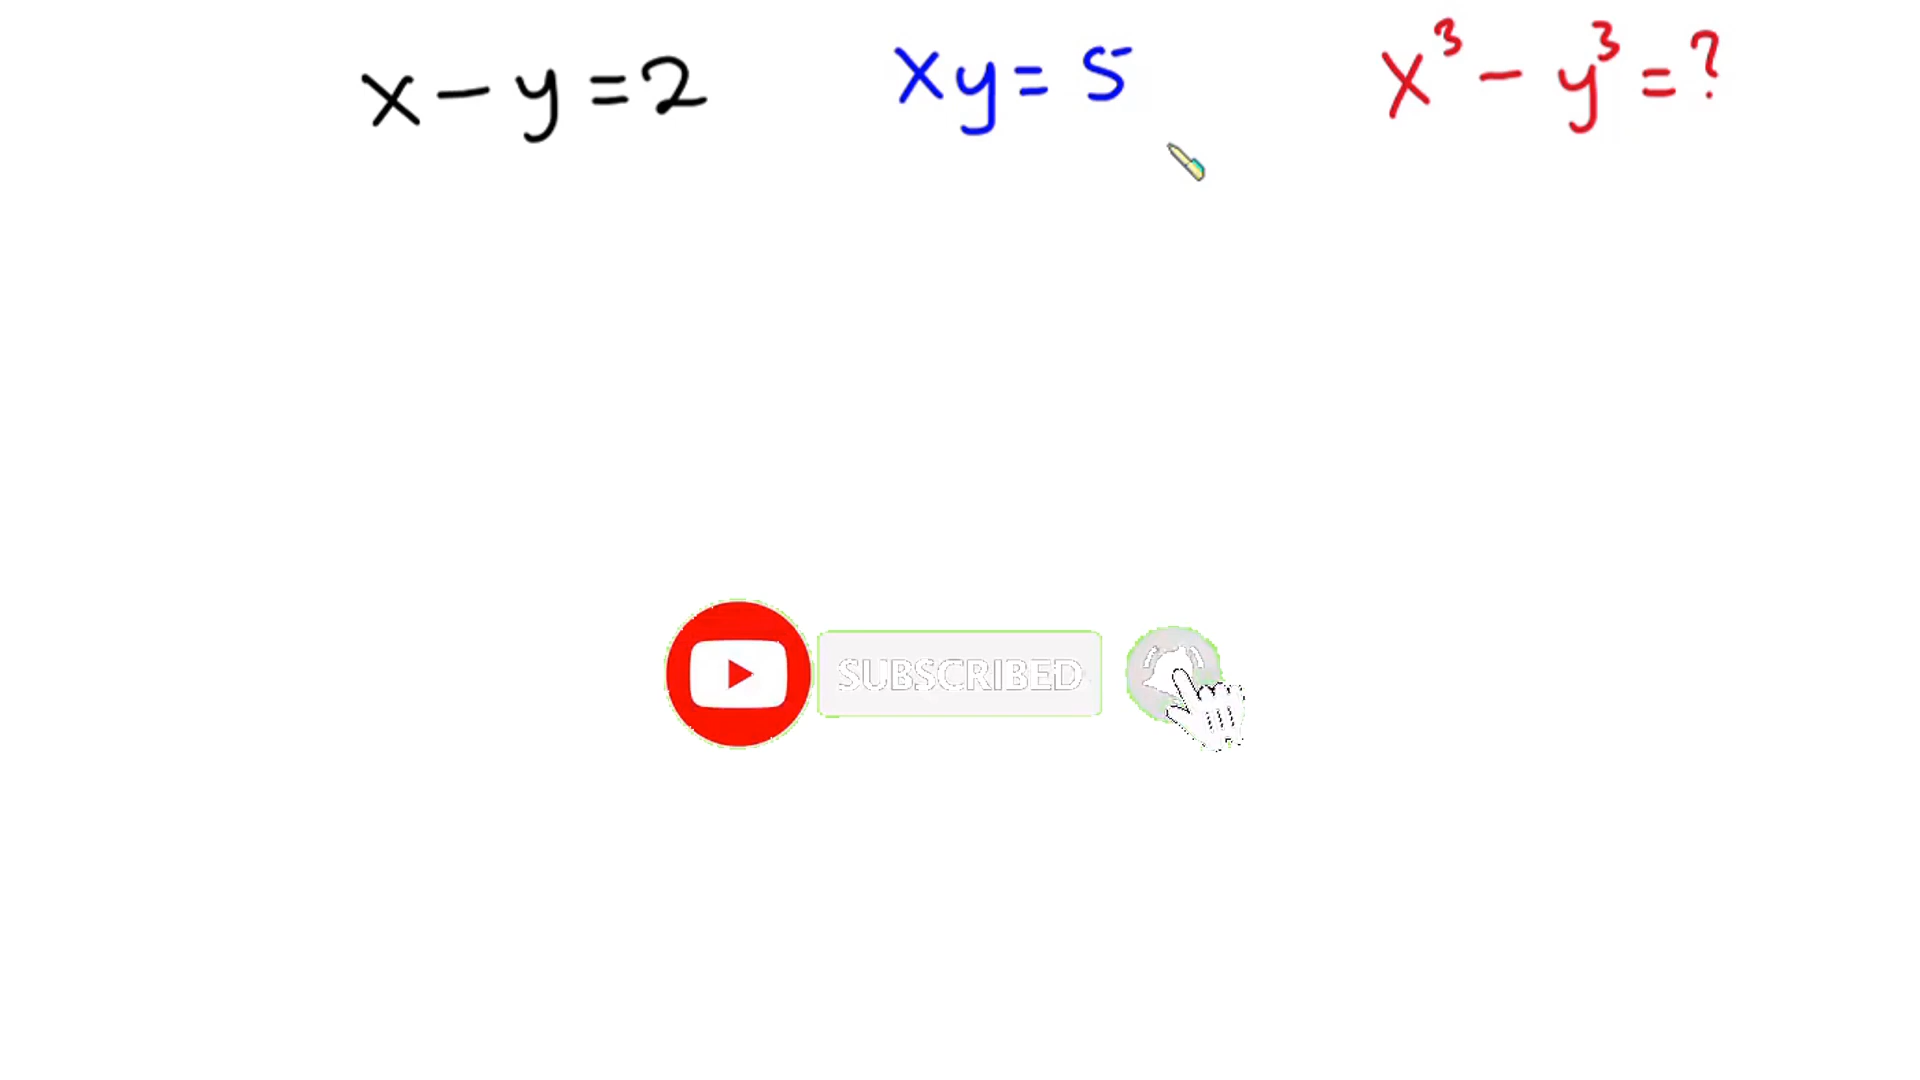 x - y = 2 xy = 5 x³ - y³ = ?
SUBSCRIBED